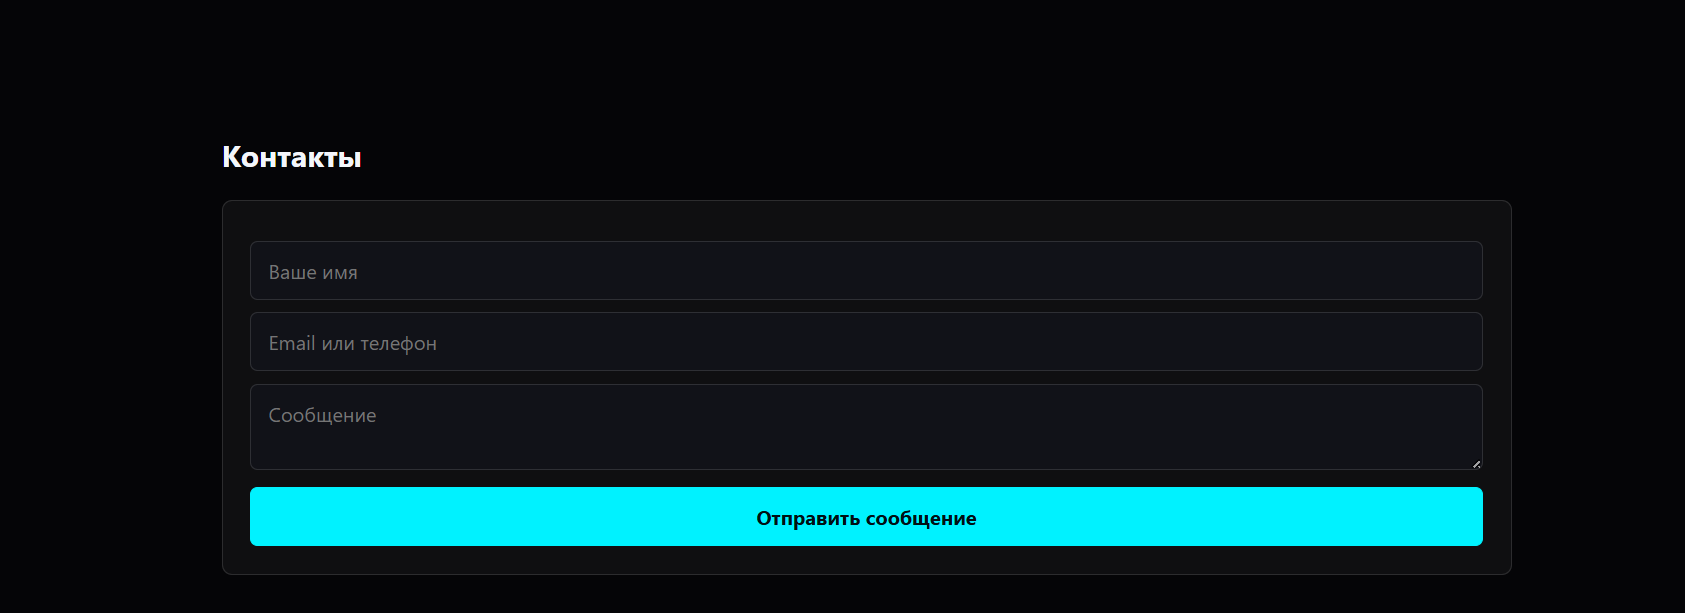 Контакты
Ваше имя
Email или телефон
Сообщение
Отправить сообщение